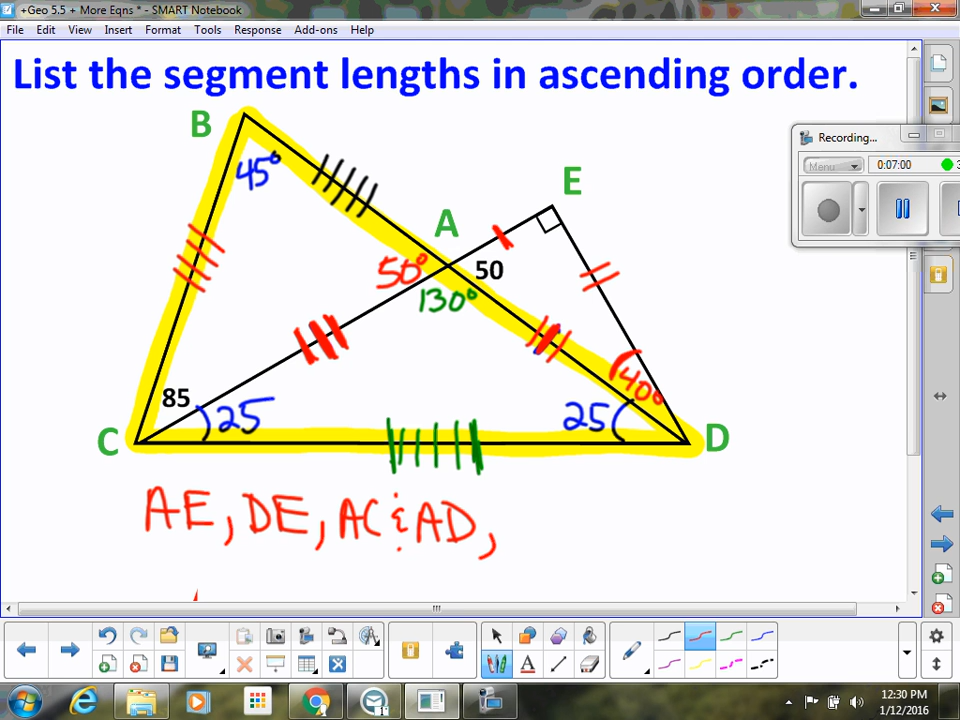 +Geo 5.5 + More Eqns * - SMART Notebook
File Edit View Insert Format Tools Response Add-ons Help
List the segment lengths in ascending order.
Recording...
Menu
0:07:00
B
45°
E
A
50°
50
130°
85
25
25
40°
C
D
AE, DE, AC & AD,
A
12:30 PM
1/12/2016